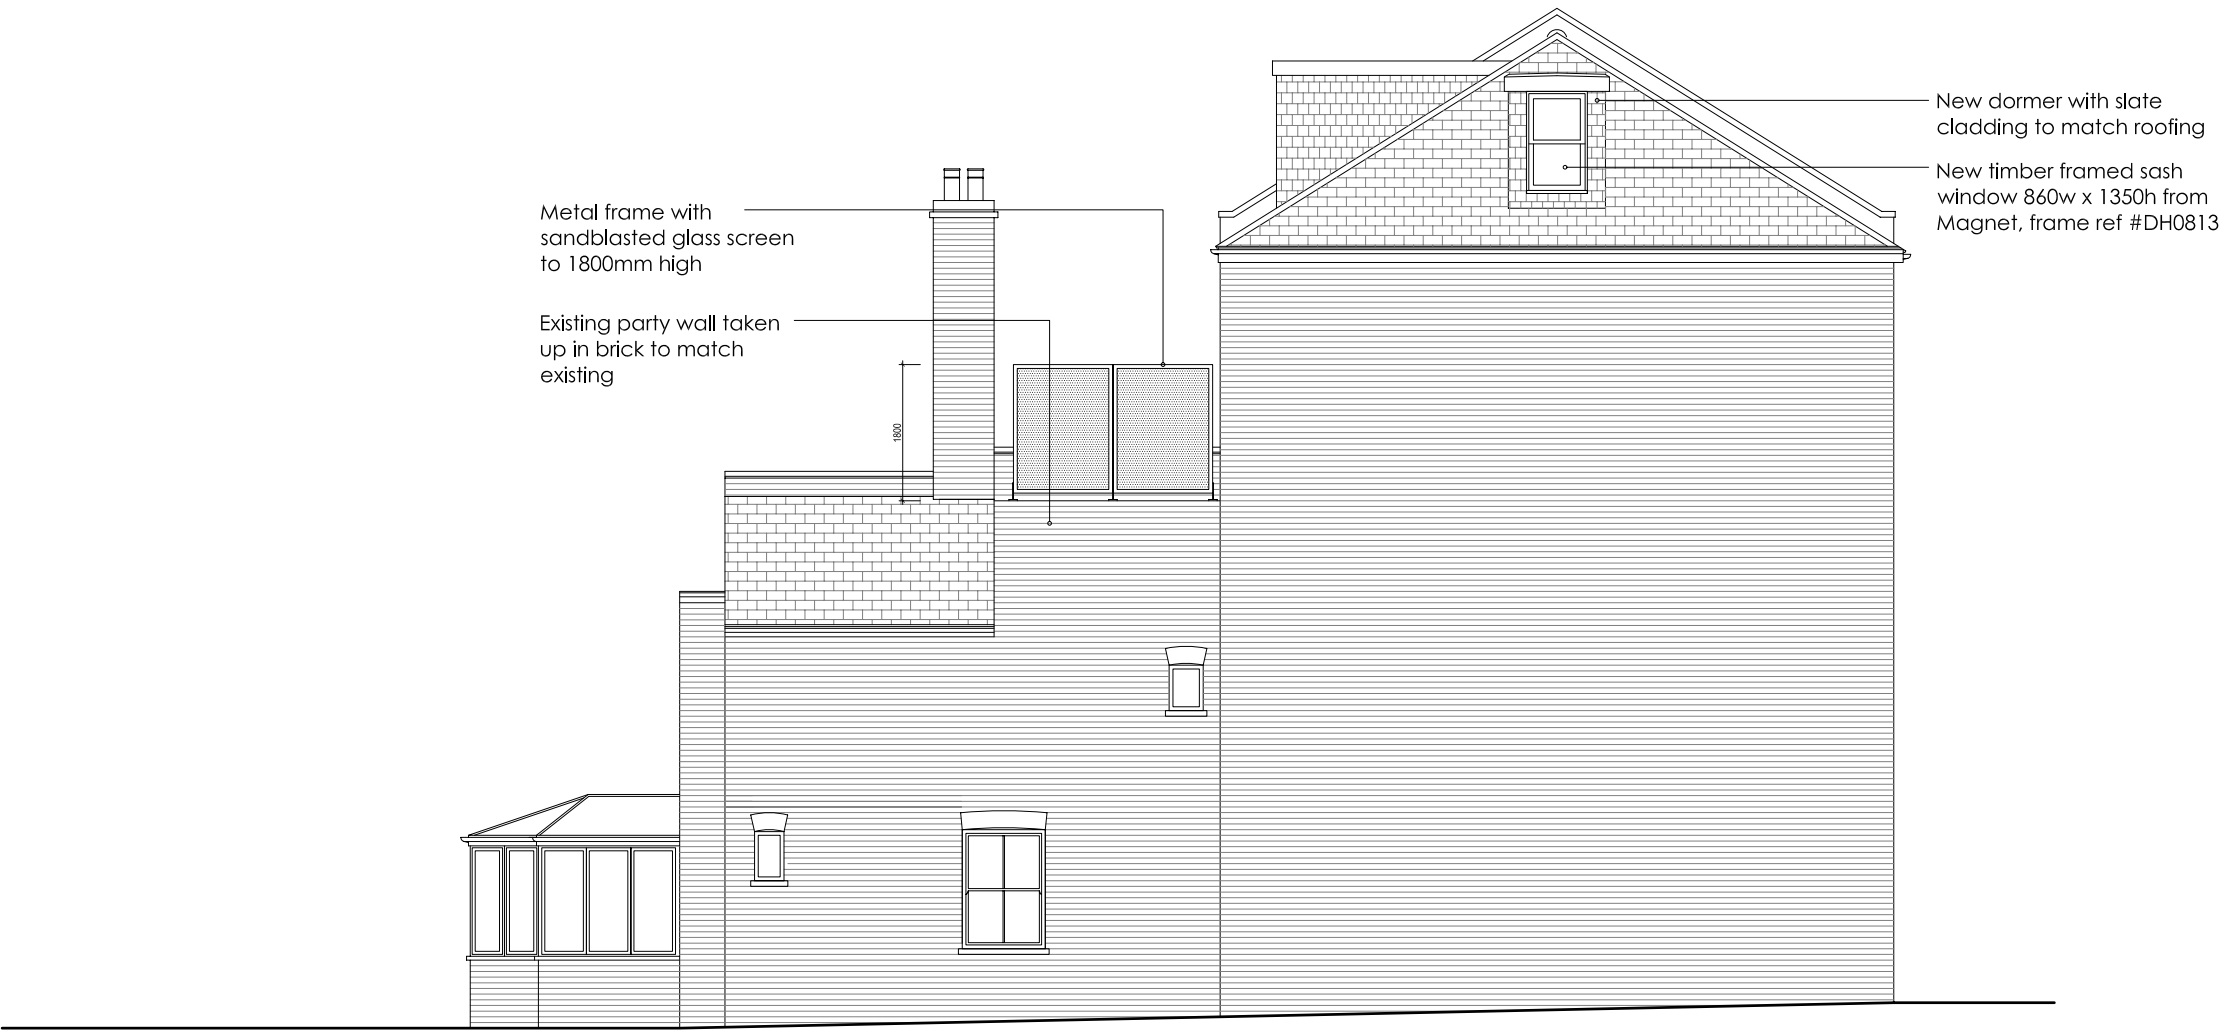 New dormer with slate
cladding to match roofing
New timber framed sash
window 860w x 1350h from
Magnet, frame ref #DH0813
Metal frame with
sandblasted glass screen
to 1800mm high
Existing party wall taken
up in brick to match
existing
1800